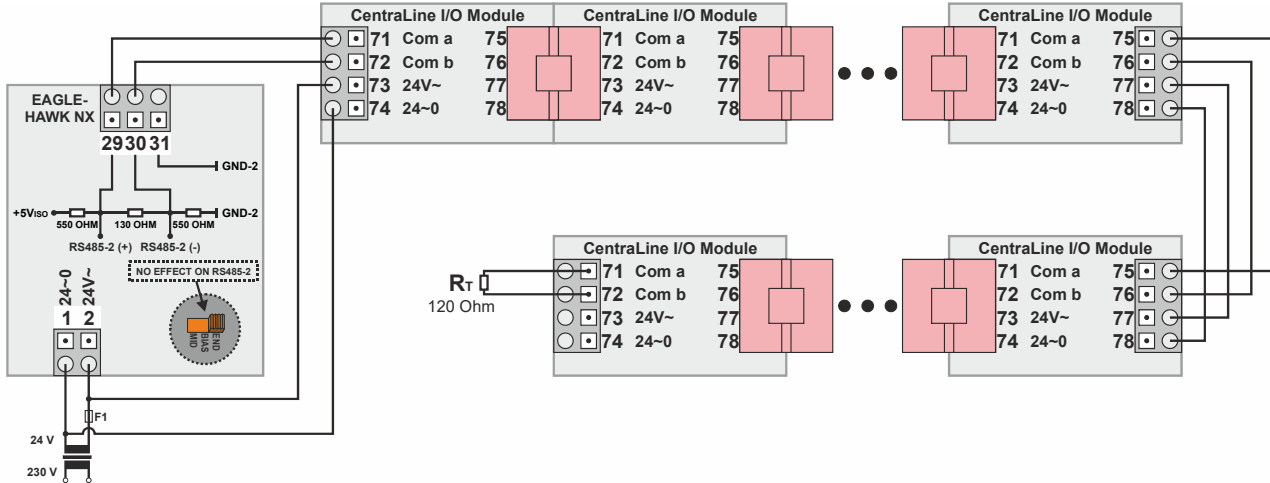 CentraLine I/O Module
71 Com a 75
72 Com b 76
73 24V~ 77
74 24~0 78
CentraLine I/O Module
71 Com a 75
72 Com b 76
73 24V~ 77
74 24~0 78
CentraLine I/O Module
71 Com a 75
72 Com b 76
73 24V~ 77
74 24~0 78
EAGLE-
HAWK NX
29 30 31
GND-2
+5VISO
GND-2
550 OHM 130 OHM 550 OHM
RS485-2 (+) RS485-2 (-)
NO EFFECT ON RS485-2
24~0
24V~
1 2
MID
BIAS
END
F1
24 V
230 V
RT
120 Ohm
CentraLine I/O Module
71 Com a 75
72 Com b 76
73 24V~ 77
74 24~0 78
CentraLine I/O Module
71 Com a 75
72 Com b 76
73 24V~ 77
74 24~0 78